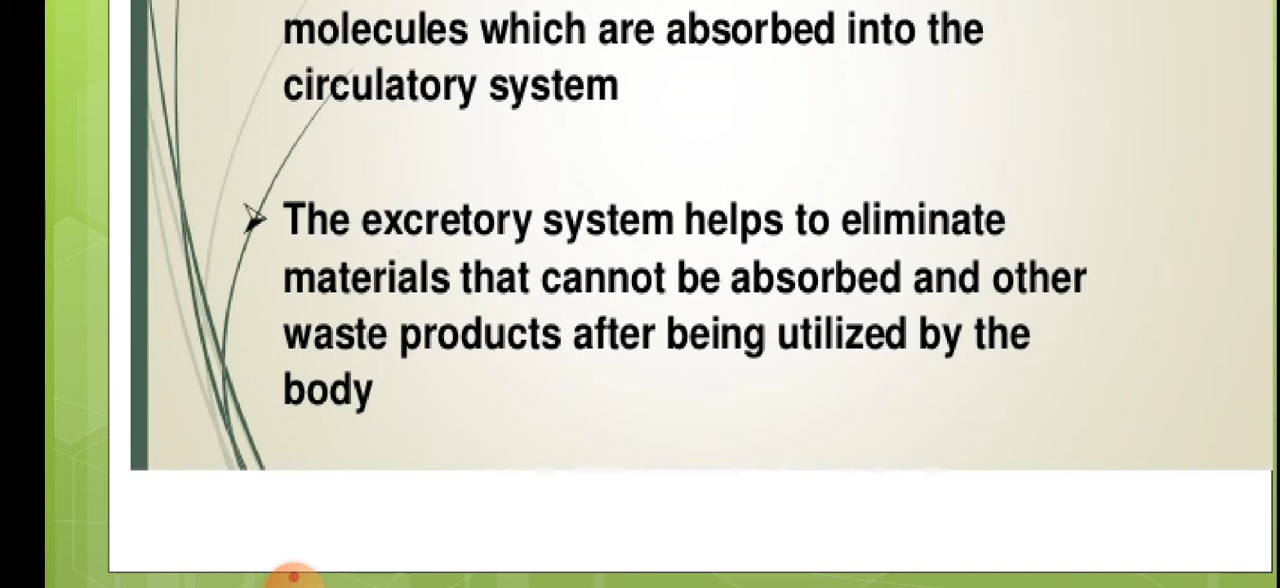 molecules which are absorbed into the
circulatory system
The excretory system helps to eliminate
materials that cannot be absorbed and other
waste products after being utilized by the
body